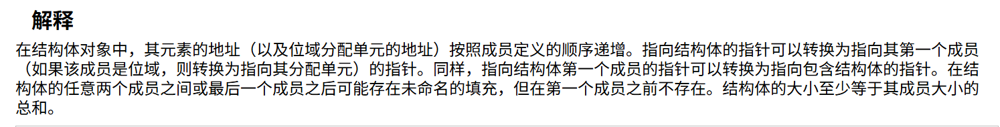 解释
在结构体对象中，其元素的地址（以及位域分配单元的地址）按照成员定义的顺序递增。指向结构体的指针可以转换为指向其第一个成员
（如果该成员是位域，则转换为指向其分配单元）的指针。同样，指向结构体第一个成员的指针可以转换为指向包含结构体的指针。在结
构体的任意两个成员之间或最后一个成员之后可能存在未命名的填充，但在第一个成员之前不存在。结构体的大小至少等于其成员大小的
总和。